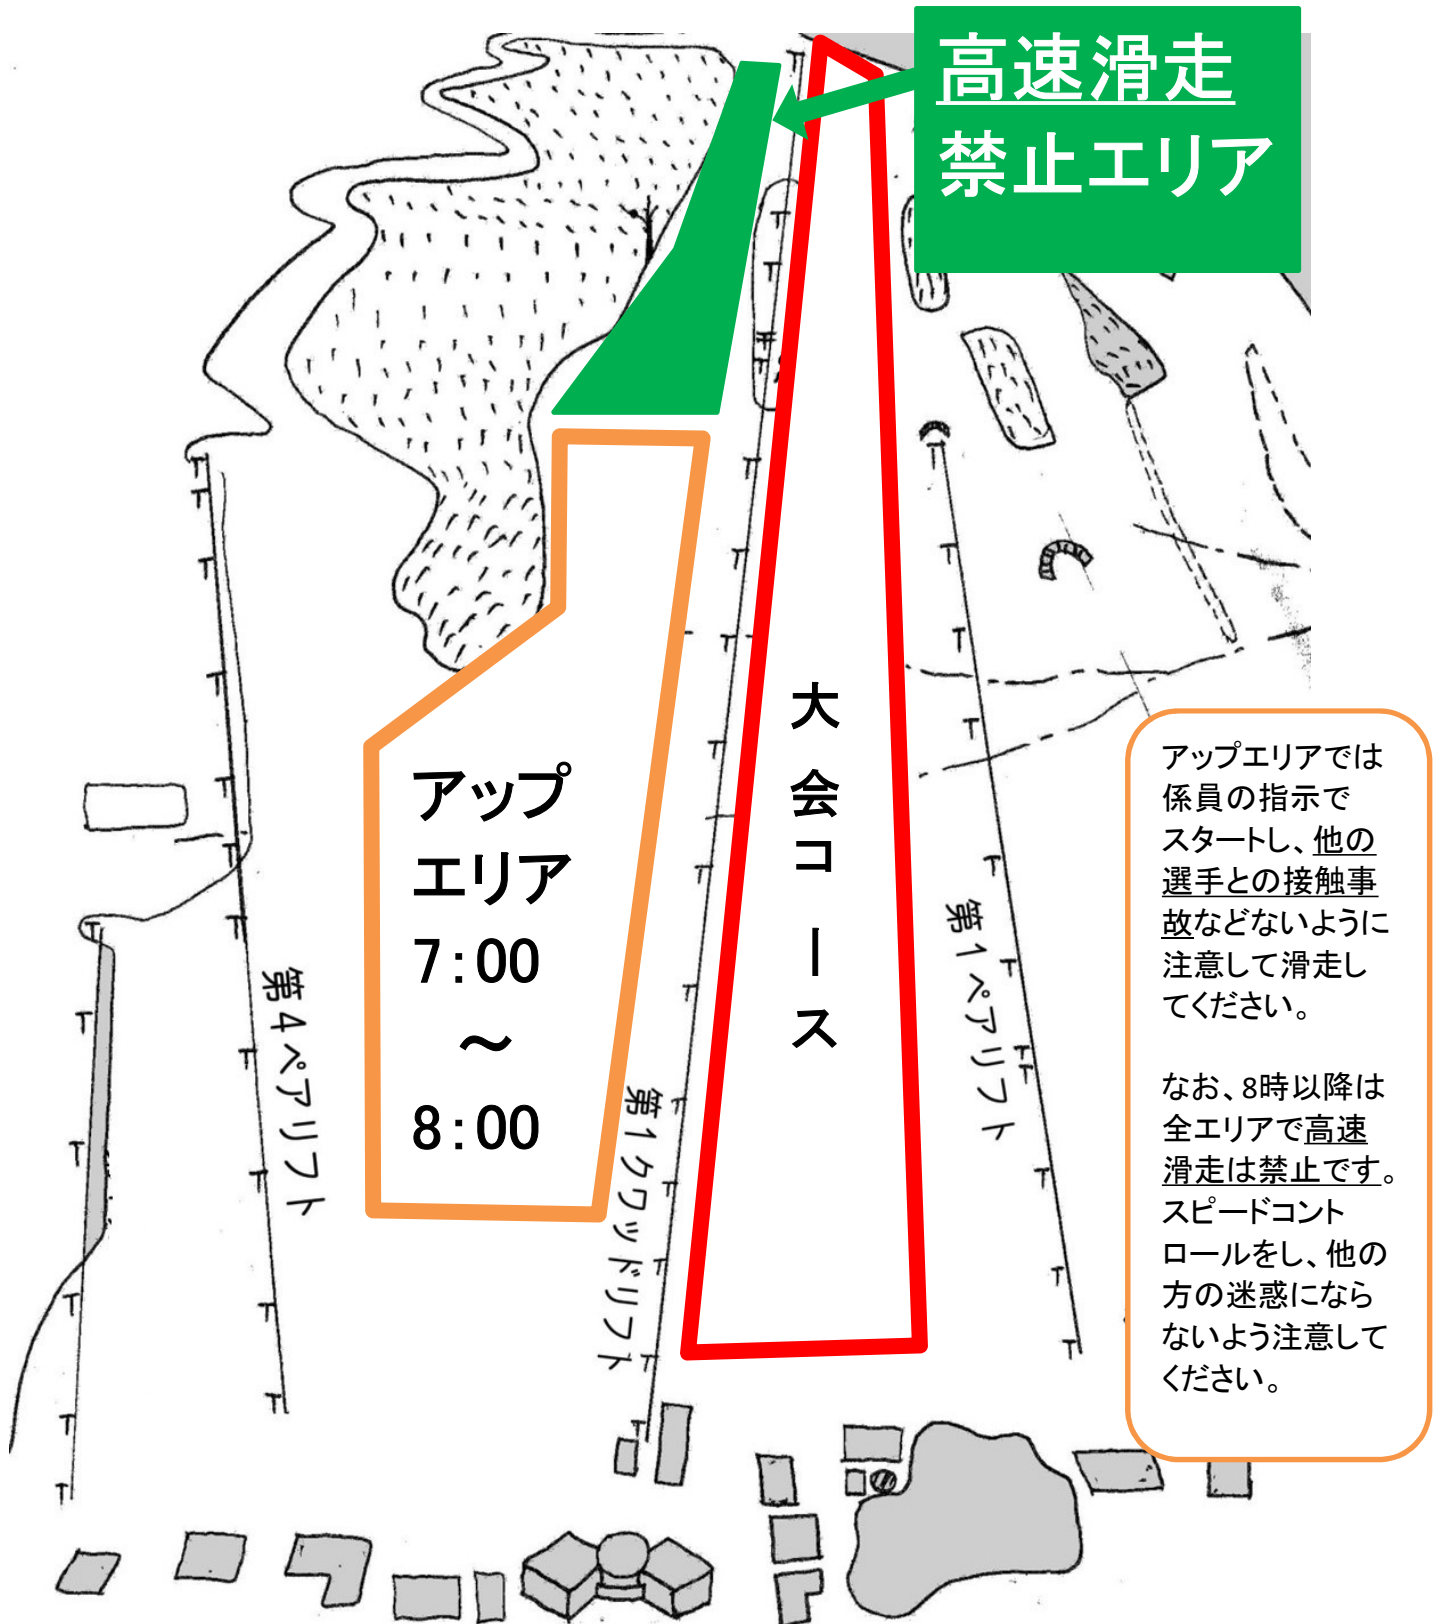 高速滑走
禁止エリア
大会コース
アップ
エリア
7:00
～
8:00
第4ペアリフト
第1クワッドリフト
第1ペアリフト
アップエリアでは
係員の指示で
スタートし、他の
選手との接触事
故などないように
注意して滑走し
てください。
なお、8時以降は
全エリアで高速
滑走は禁止です。
スピードコント
ロールをし、他の
方の迷惑になら
ないよう注意して
ください。